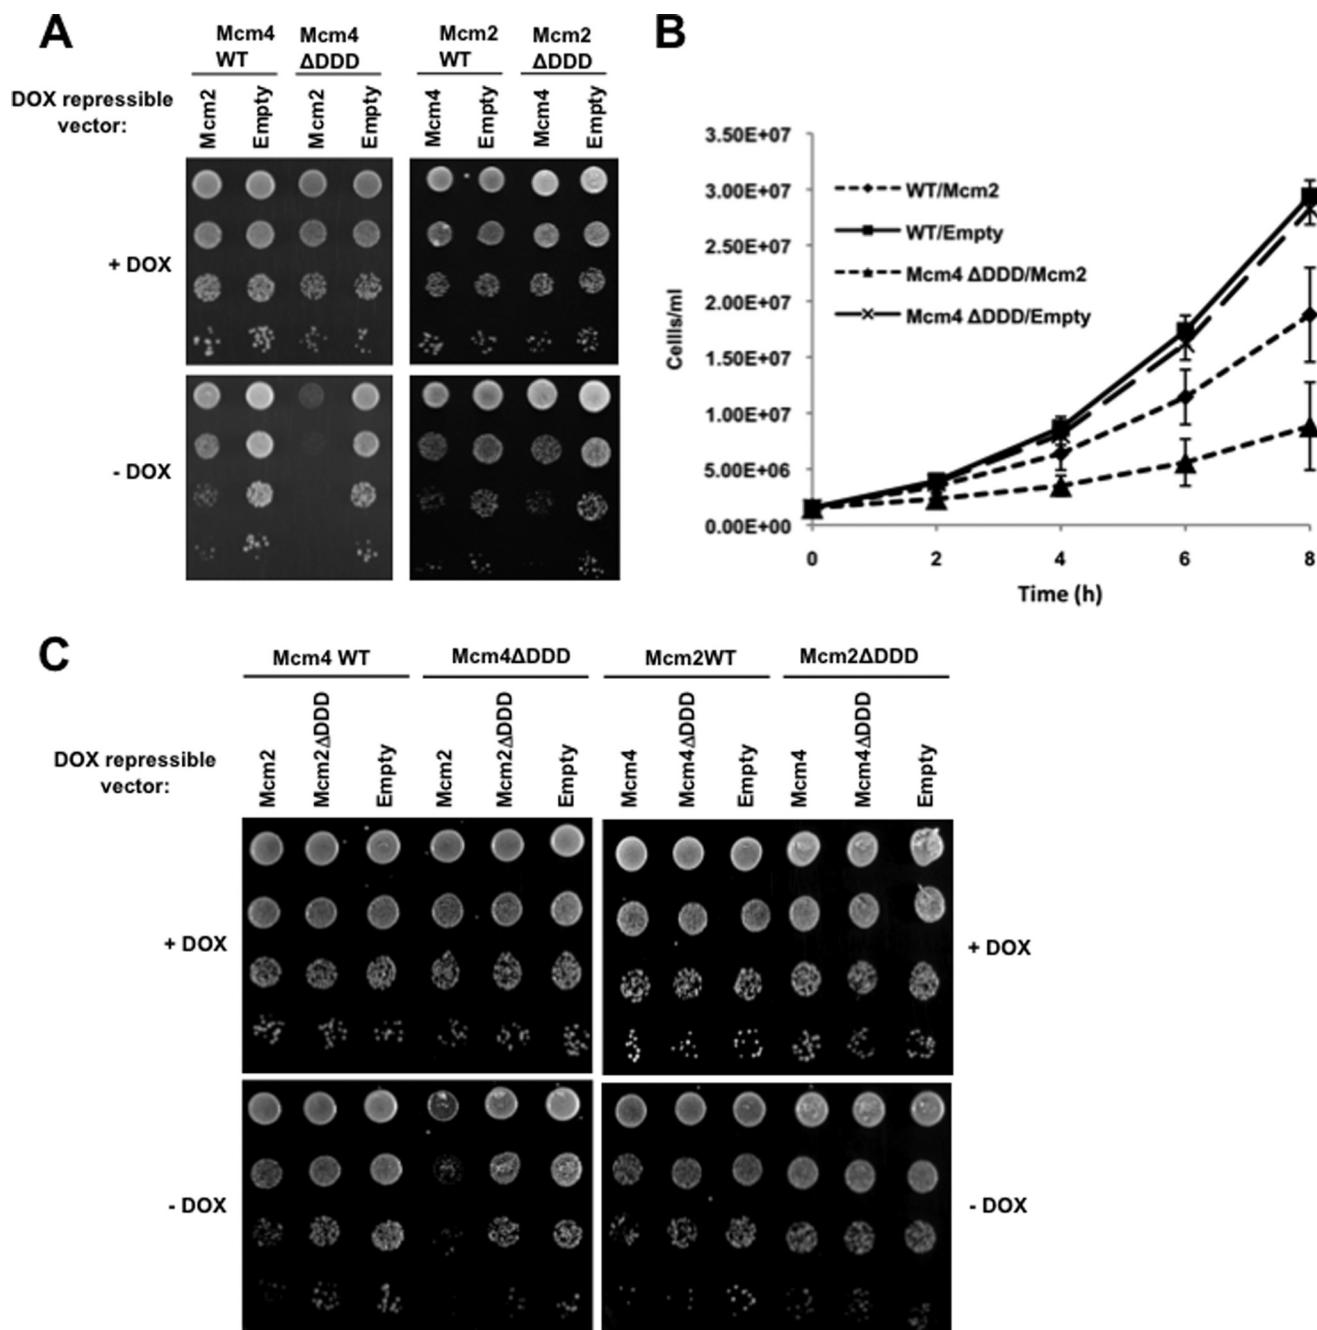 A
Mcm4 WT
Mcm4 ΔDDD
Mcm2 WT
Mcm2 ΔDDD
DOX repressible vector:
Mcm2
Empty
Mcm2
Empty
Mcm4
Empty
Mcm4
Empty
+ DOX
- DOX
B
3.50E+07
3.00E+07
2.50E+07
2.00E+07
1.50E+07
1.00E+07
5.00E+06
0.00E+00
Cellls/ml
WT/Mcm2
WT/Empty
Mcm4 ΔDDD/Mcm2
Mcm4 ΔDDD/Empty
0 2 4 6 8
Time (h)
C
Mcm4 WT
Mcm4ΔDDD
Mcm2WT
Mcm2ΔDDD
DOX repressible vector:
Mcm2
Mcm2ΔDDD
Empty
Mcm2
Mcm2ΔDDD
Empty
Mcm4
Mcm4ΔDDD
Empty
Mcm4
Mcm4ΔDDD
Empty
+ DOX
+ DOX
- DOX
- DOX